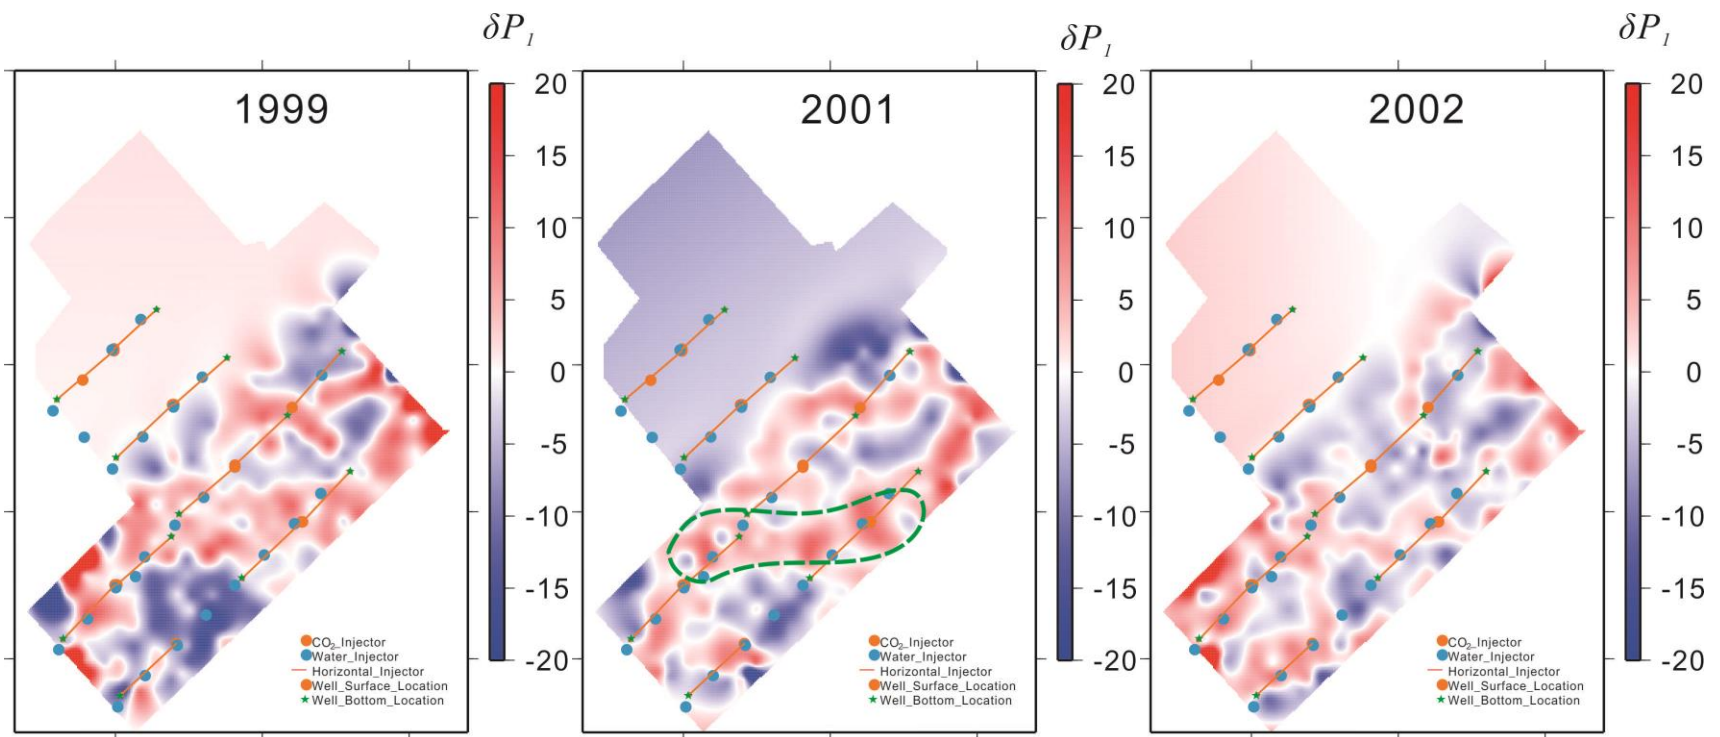 δP₁
1999
20
15
10
5
0
-5
-10
-15
-20
CO₂_Injector
Water_Injector
Horizontal_Injector
Well_Surface_Location
Well_Bottom_Location
δP₁
2001
20
15
10
5
0
-5
-10
-15
-20
CO₂_Injector
Water_Injector
Horizontal_Injector
Well_Surface_Location
Well_Bottom_Location
δP₁
2002
20
15
10
5
0
-5
-10
-15
-20
CO₂_Injector
Water_Injector
Horizontal_Injector
Well_Surface_Location
Well_Bottom_Location